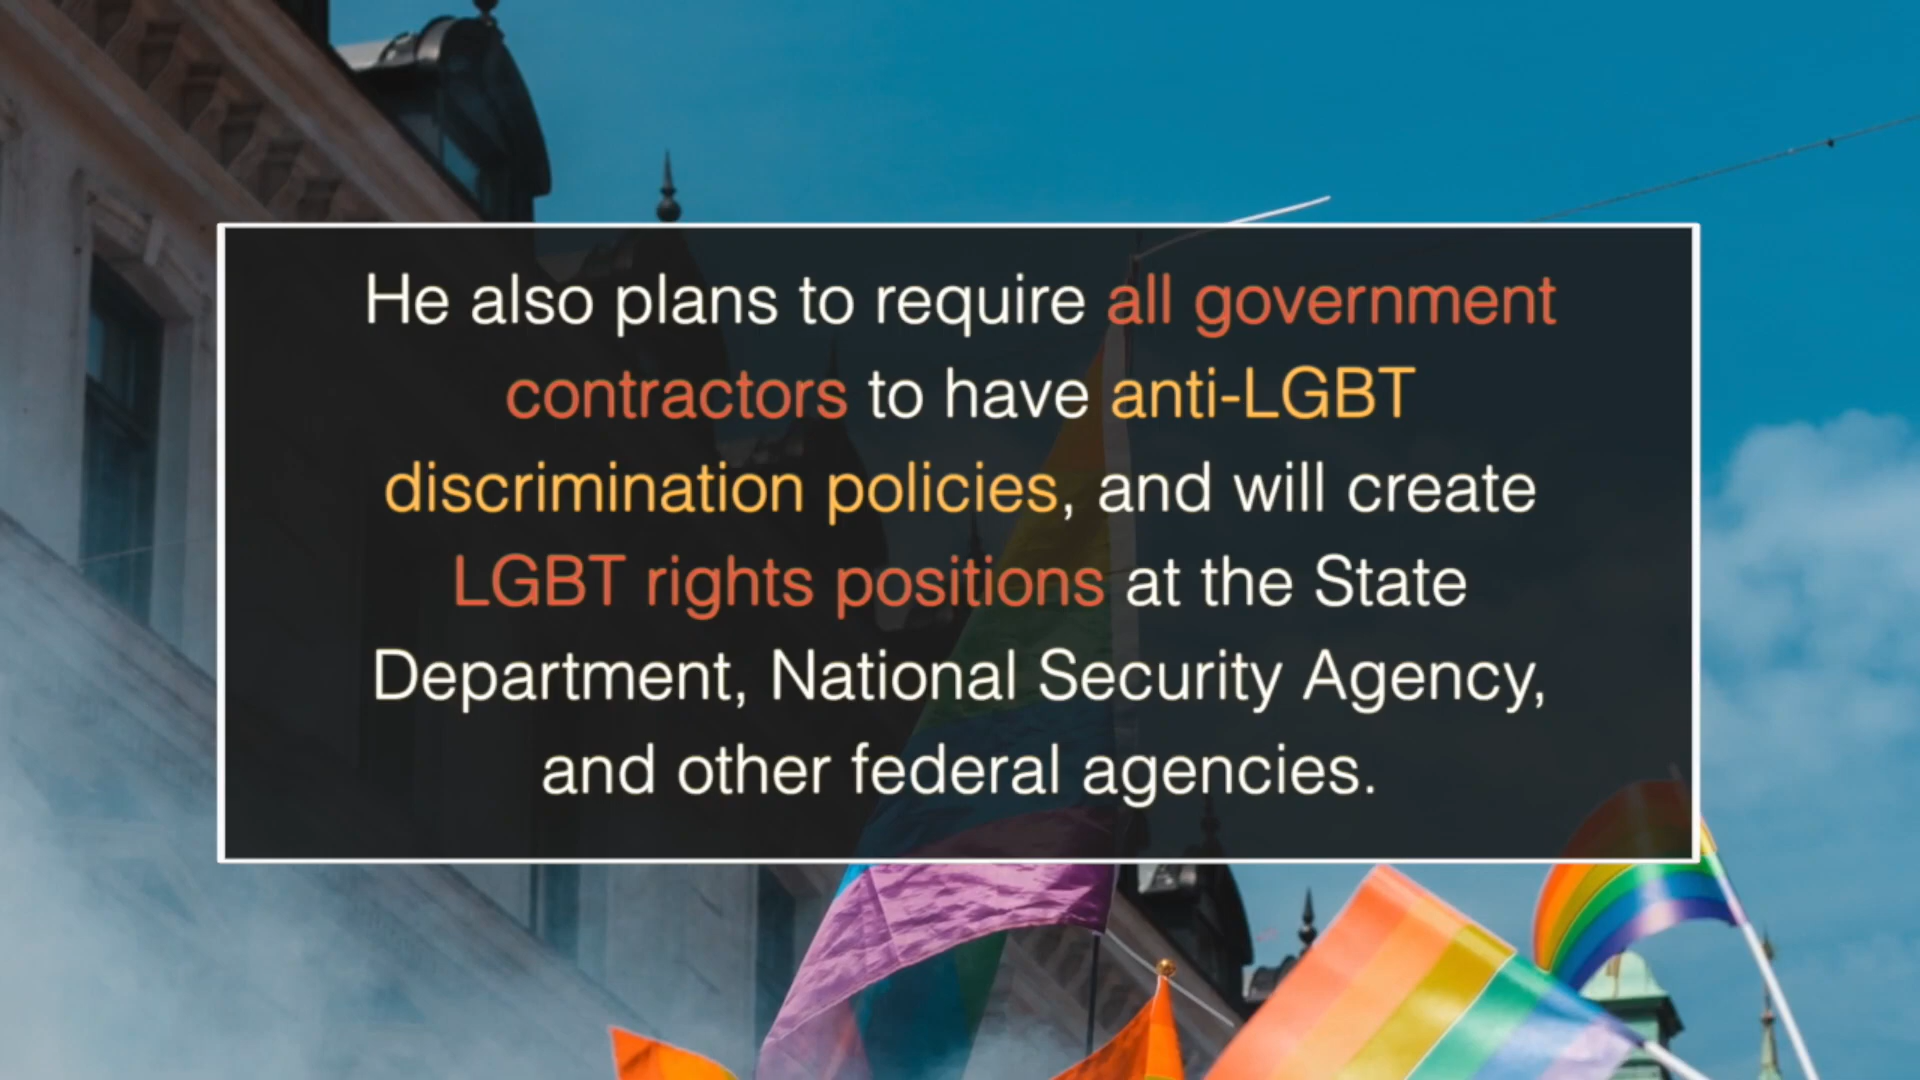 He also plans to require all government
contractors to have anti-LGBT
discrimination policies, and will create
LGBT rights positions at the State
Department, National Security Agency,
and other federal agencies.